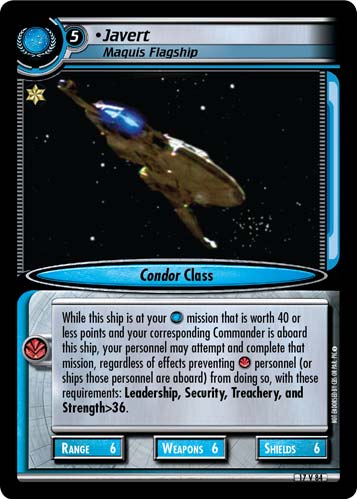 5 •Javert
Maquis Flagship
Condor Class
While this ship is at your mission that is worth 40 or
less points and your corresponding Commander is aboard
this ship, your personnel may attempt and complete that
mission, regardless of effects preventing personnel (or
ships those personnel are aboard) from doing so, with these
requirements: Leadership, Security, Treachery, and
Strength>36.
RANGE 6 WEAPONS 6 SHIELDS 6
17 V 84